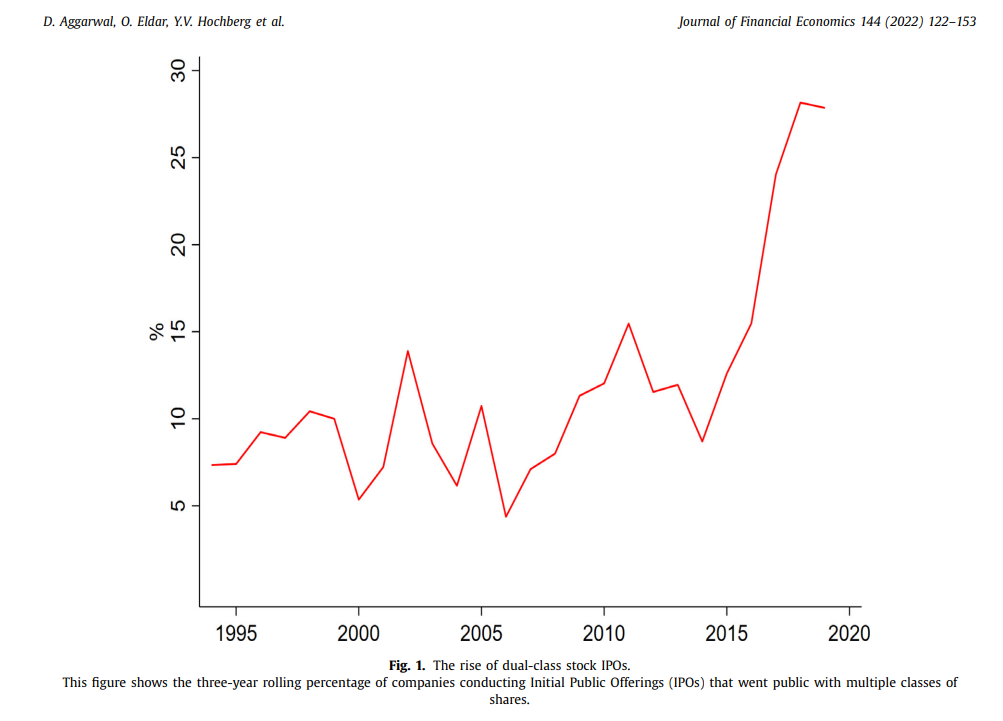 D. Aggarwal, O. Eldar, Y.V. Hochberg et al.
Journal of Financial Economics 144 (2022) 122–153
30
25
20
15
10
5
%
1995 2000 2005 2010 2015 2020
Fig. 1. The rise of dual-class stock IPOs.
This figure shows the three-year rolling percentage of companies conducting Initial Public Offerings (IPOs) that went public with multiple classes of
shares.